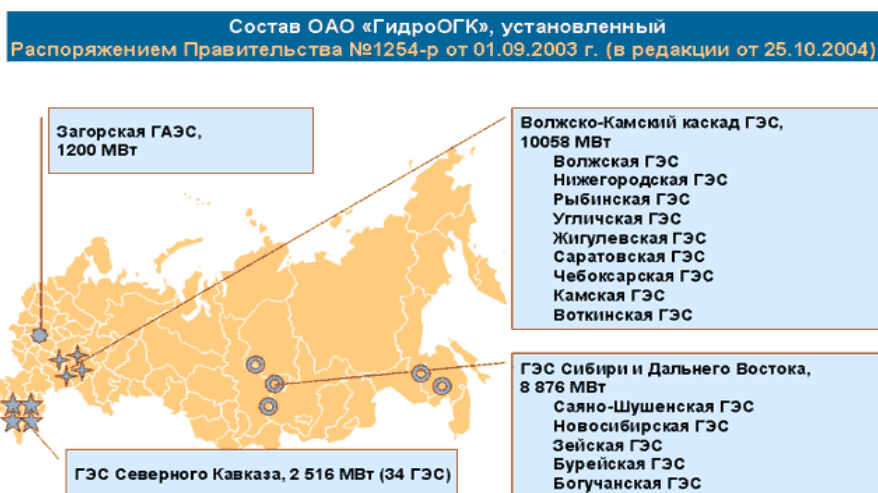 Состав ОАО «ГидроОГК», установленный
Распоряжением Правительства №1254-р от 01.09.2003 г. (в редакции от 25.10.2004)
Загорская ГАЭС,
1200 МВт
Волжско-Камский каскад ГЭС,
10058 МВт
Волжская ГЭС
Нижегородская ГЭС
Рыбинская ГЭС
Угличская ГЭС
Жигулевская ГЭС
Саратовская ГЭС
Чебоксарская ГЭС
Камская ГЭС
Воткинская ГЭС
ГЭС Сибири и Дальнего Востока,
8 876 МВт
Саяно-Шушенская ГЭС
Новосибирская ГЭС
Зейская ГЭС
Бурейская ГЭС
Богучанская ГЭС
ГЭС Северного Кавказа, 2 516 МВт (34 ГЭС)